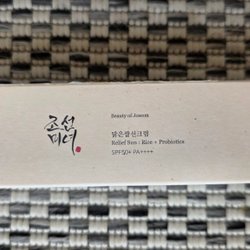 조선
미녀
Beauty of Joseon
맑은쌀선크림
Relief Sun : Rice + Probiotics
SPF50+ PA++++